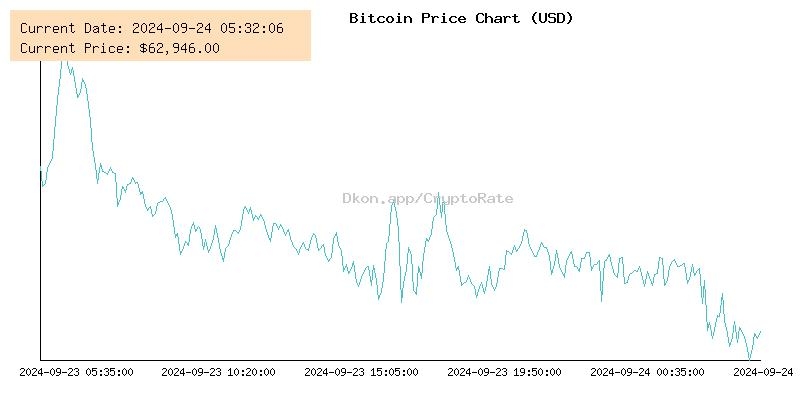 Bitcoin Price Chart (USD)
Current Date: 2024-09-24 05:32:06
Current Price: $62,946.00
Dkon.app/CryptoRate
2024-09-23 05:35:00
2024-09-23 10:20:00
2024-09-23 15:05:00
2024-09-23 19:50:00
2024-09-24 00:35:00
2024-09-24